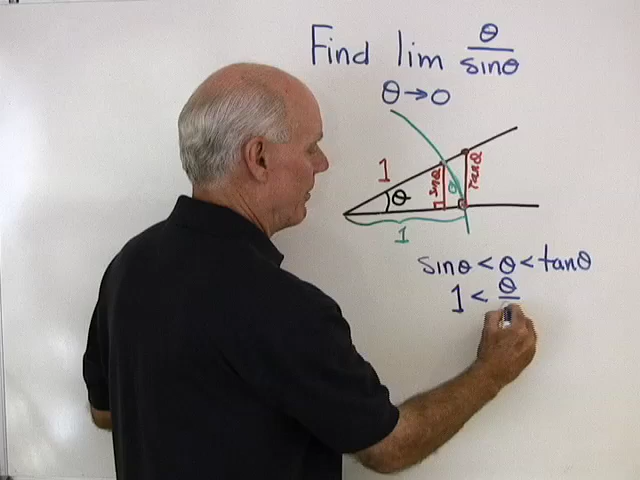 Find lim θ/sinθ
θ→0
1
θ
sinθ
θ
tanθ
1
sinθ < θ < tanθ
1 < θ